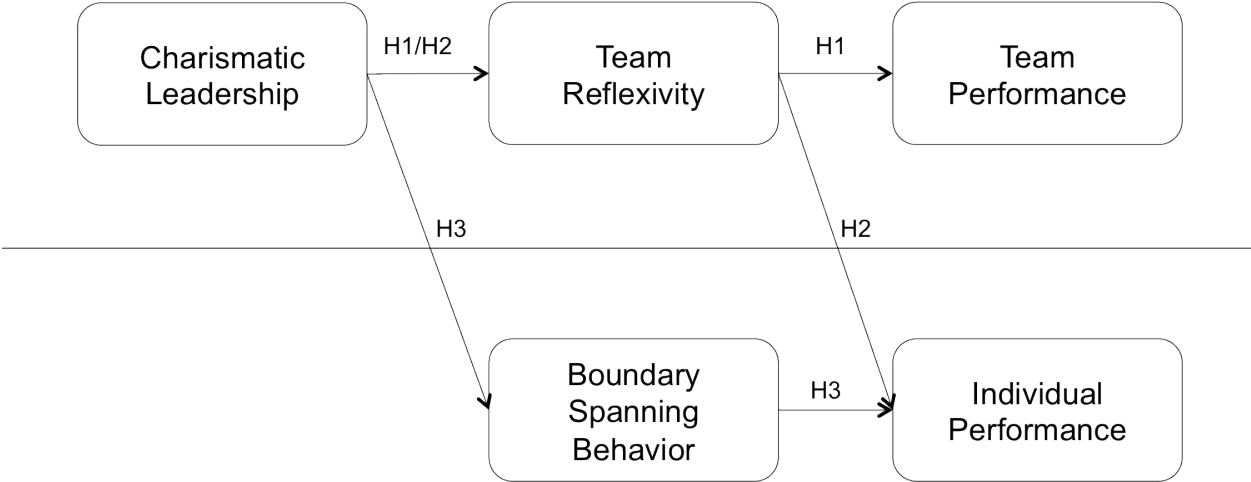 Charismatic
Leadership
H1/H2
Team
Reflexivity
H1
Team
Performance
H3
H2
Boundary
Spanning
Behavior
H3
Individual
Performance